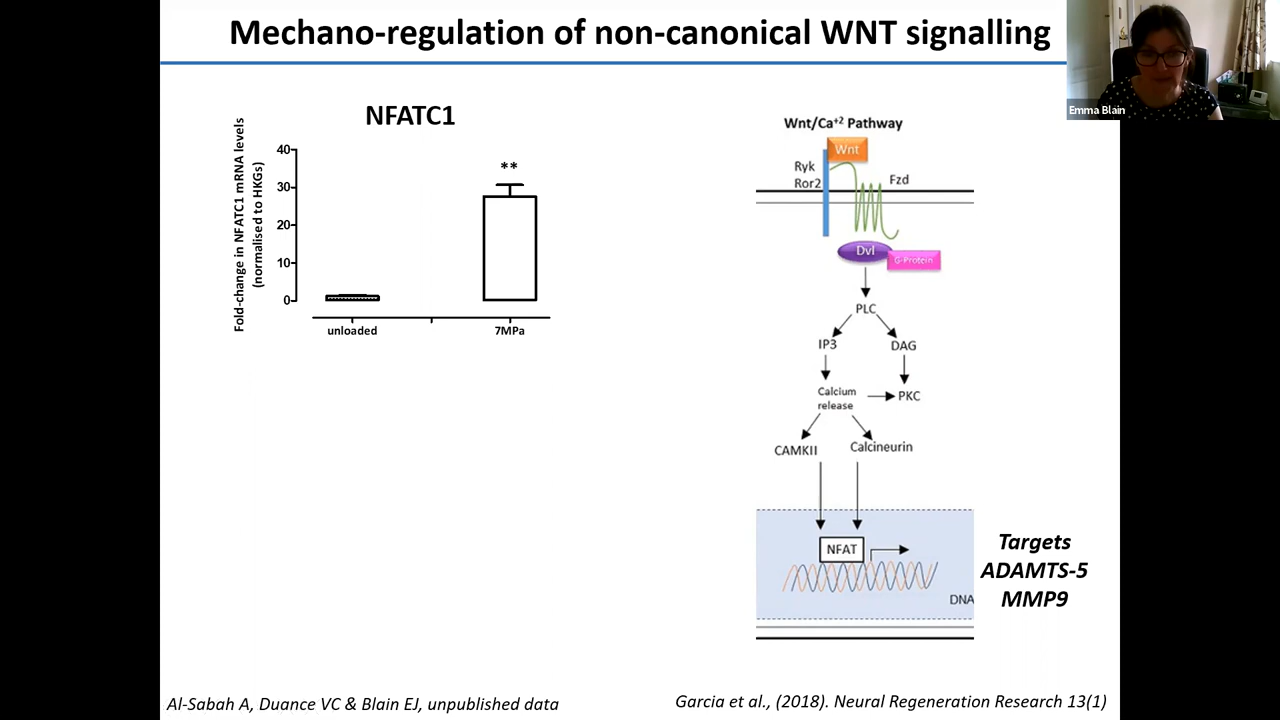 Mechano-regulation of non-canonical WNT signalling
Emma Blain
NFATC1
Fold-change in NFATC1 mRNA levels
(normalised to HKGs)
40
30
20
10
0
**
unloaded
7MPa
Wnt/Ca+2 Pathway
Wnt
Ryk
Ror2
Fzd
Dvl
G-Protein
PLC
IP3
DAG
Calcium
release
PKC
CAMKII
Calcineurin
NFAT
DNA
Targets
ADAMTS-5
MMP9
Al-Sabah A, Duance VC & Blain EJ, unpublished data
Garcia et al., (2018). Neural Regeneration Research 13(1)